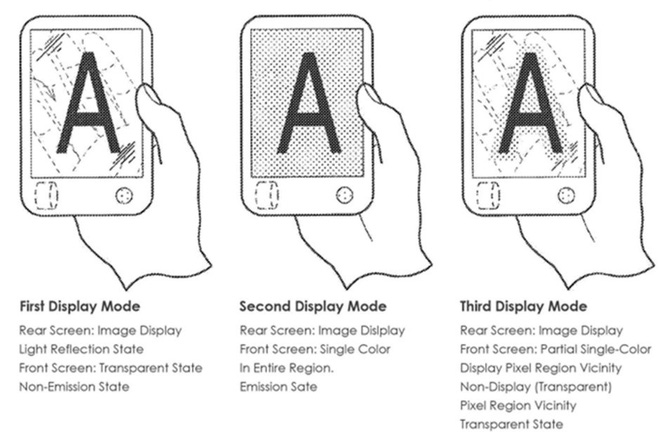 A
A
A
First Display Mode
Rear Screen: Image Display
Light Reflection State
Front Screen: Transparent State
Non-Emission State
Second Display Mode
Rear Screen: Image Dislplay
Front Screen: Single Color
In Entire Region.
Emission Sate
Third Display Mode
Rear Screen: Image Display
Front Screen: Partial Single-Color
Display Pixel Region Vicinity
Non-Display (Transparent)
Pixel Region Vicinity
Transparent State